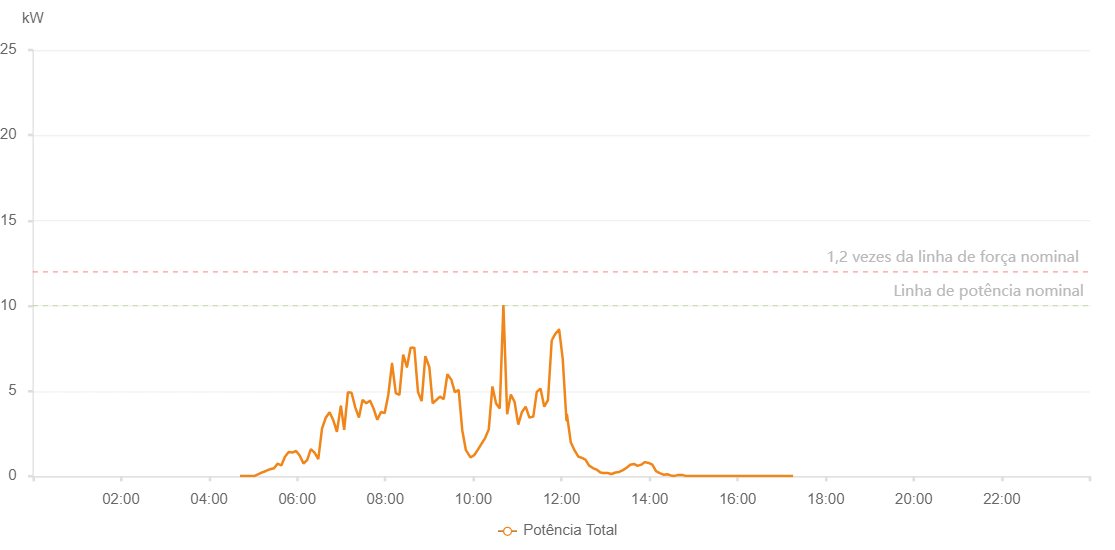 kW
25
20
15
1,2 vezes da linha de força nominal
Linha de potência nominal
10
5
0
02:00 04:00 06:00 08:00 10:00 12:00 14:00 16:00 18:00 20:00 22:00
Potência Total